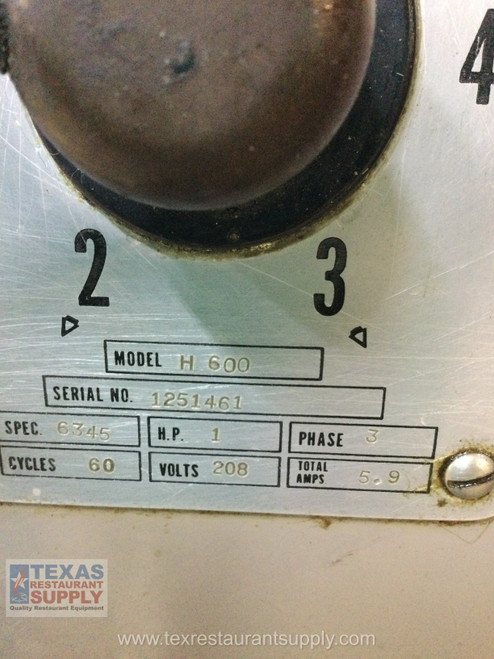 4
2 3
MODEL H 600
SERIAL NO. 1251461
SPEC. 6345 H.P. 1 PHASE 3
CYCLES 60 VOLTS 208 TOTAL AMPS 5.9
TEXAS
RESTAURANT
SUPPLY
Quality Restaurant Equipment
www.texrestaurantsupply.com